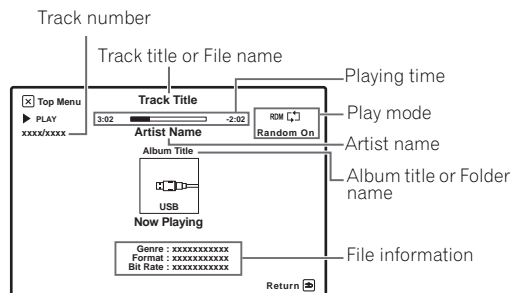 Track number
Track title or File name
Playing time
Top Menu
Track Title
PLAY
3:02
-2:02
RDM
Play mode
xxxx/xxxx
Artist Name
Random On
Artist name
Album Title
Album title or Folder
name
USB
Now Playing
Genre : xxxxxxxxxxx
Format : xxxxxxxxxxx
Bit Rate : xxxxxxxxxxx
File information
Return